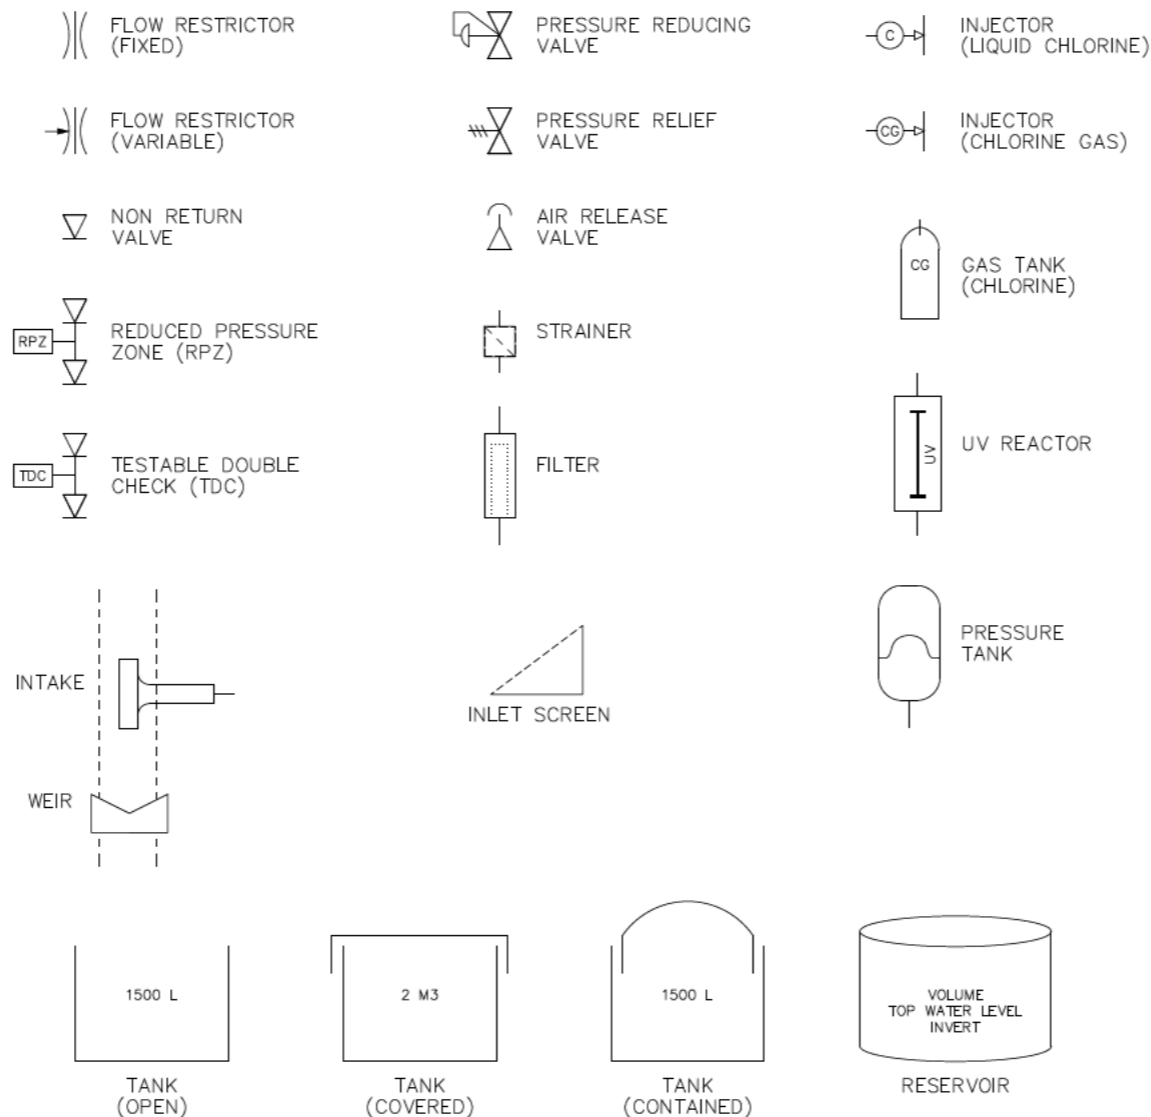 FLOW RESTRICTOR
(FIXED)
PRESSURE REDUCING
VALVE
C
INJECTOR
(LIQUID CHLORINE)
FLOW RESTRICTOR
(VARIABLE)
PRESSURE RELIEF
VALVE
CG
INJECTOR
(CHLORINE GAS)
NON RETURN
VALVE
AIR RELEASE
VALVE
CG
GAS TANK
(CHLORINE)
RPZ
REDUCED PRESSURE
ZONE (RPZ)
STRAINER
TDC
TESTABLE DOUBLE
CHECK (TDC)
FILTER
UV
UV REACTOR
INTAKE
INLET SCREEN
PRESSURE
TANK
WEIR
1500 L
TANK
(OPEN)
2 M3
TANK
(COVERED)
1500 L
TANK
(CONTAINED)
VOLUME
TOP WATER LEVEL
INVERT
RESERVOIR